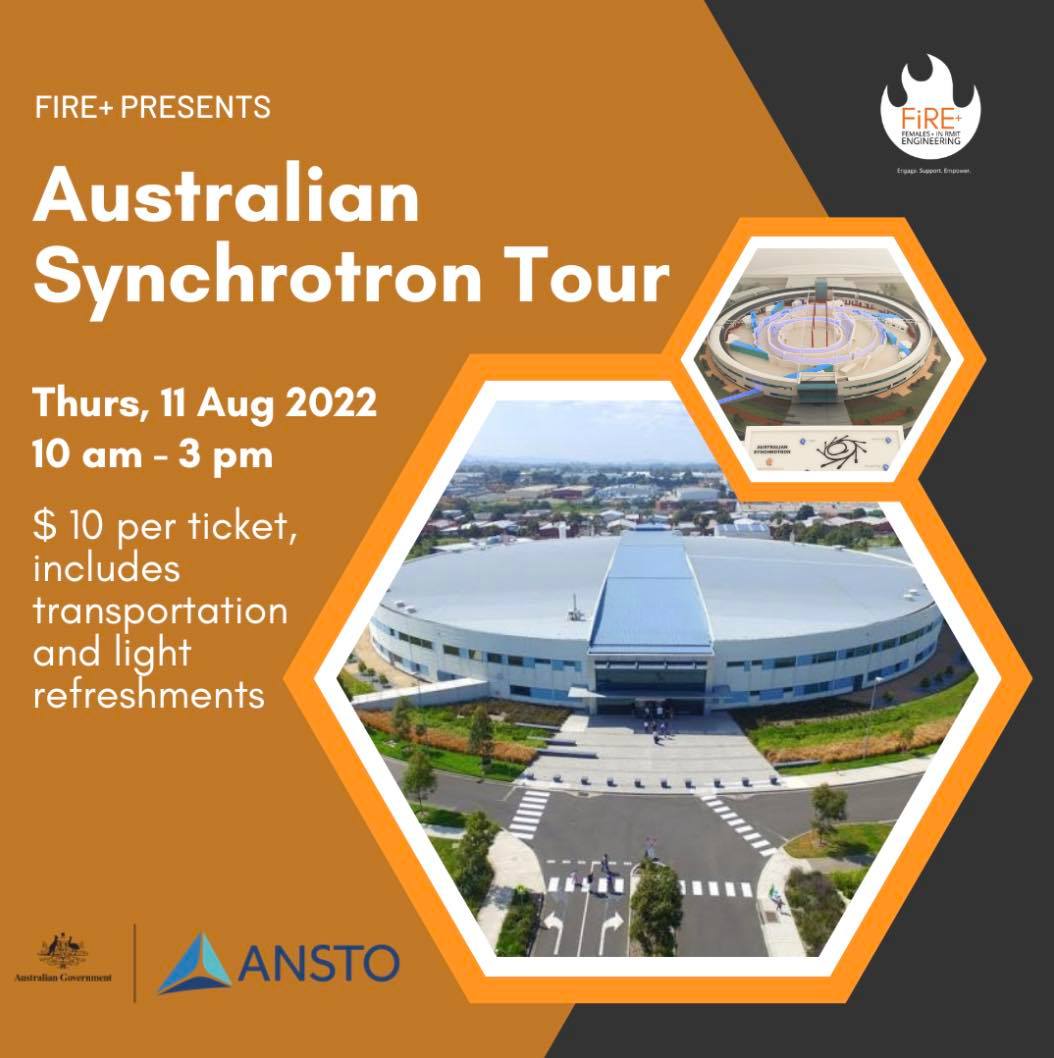 FIRE+ PRESENTS
Australian
Synchrotron Tour
Thurs, 11 Aug 2022
10 am - 3 pm
$ 10 per ticket,
includes
transportation
and light
refreshments
FiRE+
FEMALES+ IN RMIT
ENGINEERING
Engage. Support. Empower.
AUSTRALIAN
SYNCHROTRON
Australian Government
ANSTO